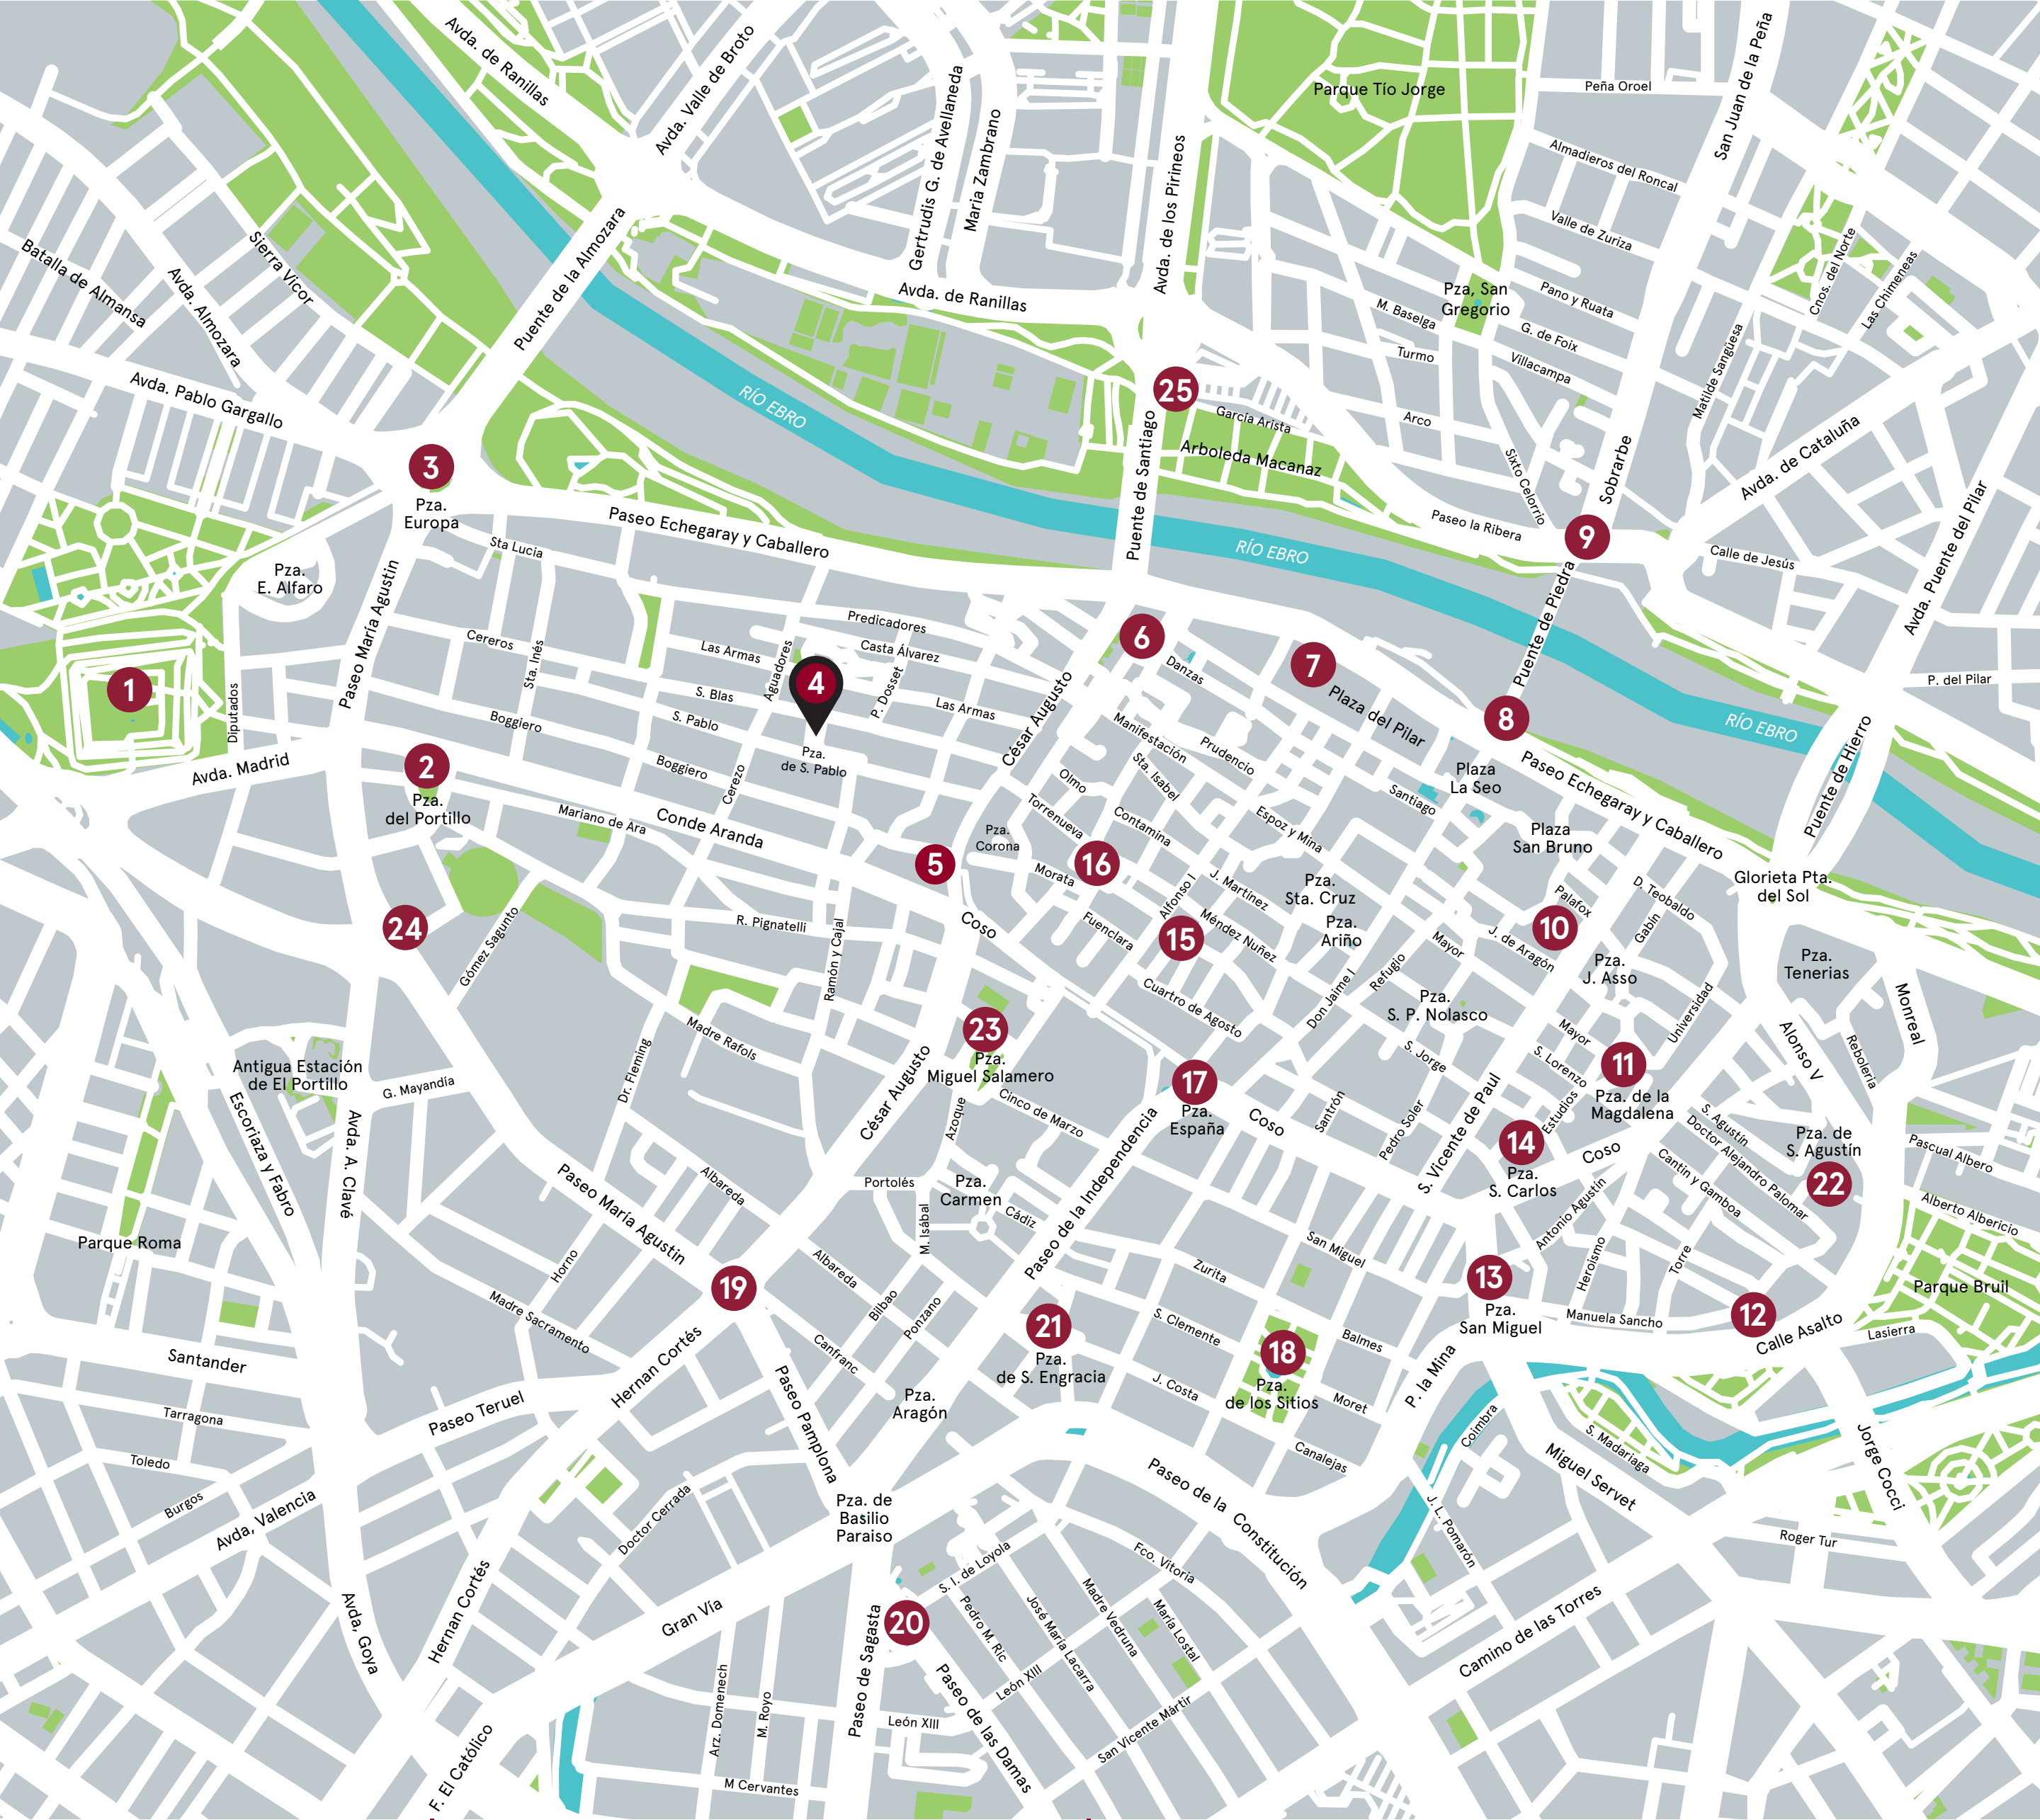 Avda. de Ranillas
Avda. Valle de Broto
Gertrudis G. de Avellaneda
Maria Zambrano
Avda. de los Pirineos
Parque Tío Jorge
Peña Oroel
San Juan de la Peña
Almadieros del Roncal
Valle de Zuriza
Cnos. del Norte
Las Chimeneas
Batalla de Almansa
Avda. Almozara
Sierra Vicor
Puente de la Almozara
Avda. de Ranillas
Pza, San
Gregorio
Pano y Ruata
M. Baselga
G. de Foix
Turmo
Villacampa
Matilde Sangüesa
Avda. Pablo Gargallo
RÍO EBRO
25
García Arista
Arco
Arboleda Macanaz
Puente de Santiago
Sixto Celorrio
Sobrarbe
Avda. de Cataluña
3
Pza.
Europa
Paseo Echegaray y Caballero
Paseo la Ribera
9
RÍO EBRO
Calle de Jesús
Avda. Puente del Pilar
Sta Lucia
Pza.
E. Alfaro
Paseo María Agustin
Predicadores
Puente de Piedra
Cereros
Sta. Inés
Las Armas
Casta Álvarez
Aguadores
6
Danzas
7
1
4
S. Blas
P. Dosset
Las Armas
César Augusto
Plaza del Pilar
P. del Pilar
Diputados
Boggiero
S. Pablo
8
RÍO EBRO
Manifestación
Prudencio
Pza.
de S. Pablo
Avda. Madrid
2
Boggiero
Cerezo
Olmo
Sta. Isabel
Plaza
La Seo
Paseo Echegaray y Caballero
Puente de Hierro
Pza.
del Portillo
Mariano de Ara
Conde Aranda
Torrenueva
Contamina
Espoz y Mina
Santiago
Plaza
San Bruno
Pza.
Corona
5
16
Morata
Alfonso I
J. Martinez
Pza.
Sta. Cruz
Glorieta Pta.
del Sol
Palafox
D. Teobaldo
24
Gómez Sagunto
R. Pignatelli
Coso
Fuenclara
15
Méndez Nuñez
Pza.
Ariño
Mayor
J. de Aragón
10
Gabín
Pza.
J. Asso
Pza.
Tenerias
Ramón y Cajal
Refugio
Don Jaime I
Cuatro de Agosto
Pza.
S. P. Nolasco
Universidad
Monreal
23
Pza.
Miguel Salamero
Madre Rafols
S. Jorge
Mayor
S. Lorenzo
11
Pza. de la
Magdalena
Alonso V
Reboleria
Antigua Estación
de El Portillo
G. Mayandía
Dr. Fleming
César Augusto
Azoque
Cinco de Marzo
17
Pza.
España
Coso
Santrón
Pedro Soler
S. Vicente de Paul
Estudios
14
Pza.
S. Carlos
Coso
S. Agustín
Doctor Alejandro Palomar
Pza. de
S. Agustín
22
Pascual Albero
Escoriaza y Fabro
Avda. A. Clavé
Paseo María Agustin
Albareda
Portolés
Pza.
Carmen
Cádiz
M. Isábal
Paseo de la Independencia
Antonio Agustín
Cantin y Gamboa
Alberto Albericio
Parque Roma
Horno
Albareda
Zurita
San Miguel
Heroismo
Torre
Parque Bruil
19
Madre Sacramento
Bilbao
Ponzano
21
Pza.
de S. Engracia
S. Clemente
18
Pza.
de los Sitios
Balmes
13
Pza.
San Miguel
Manuela Sancho
12
Calle Asalto
Lasierra
Santander
Hernan Cortés
Canfranc
Pza.
Aragón
J. Costa
Moret
P. la Mina
Tarragona
Paseo Teruel
Paseo Pamplona
Coimbra
S. Madariaga
Jorge Cocci
Toledo
Burgos
Avda, Valencia
Doctor Cerrada
Pza. de
Basilio
Paraiso
Paseo de la Constitución
Canalejas
J. L. Pomarón
Miguel Servet
Roger Tur
Hernan Cortés
Avda, Goya
Gran Vía
S. I. de Loyola
Fco. Vitoria
20
Pedro M. Ric
José María Lacarra
Madre Vedruna
María Lostal
Camino de las Torres
Paseo de Sagasta
León XIII
Arz. Domenech
M. Royo
León XIII
Paseo de las Damas
San Vicente Mártir
F. El Católico
M Cervantes